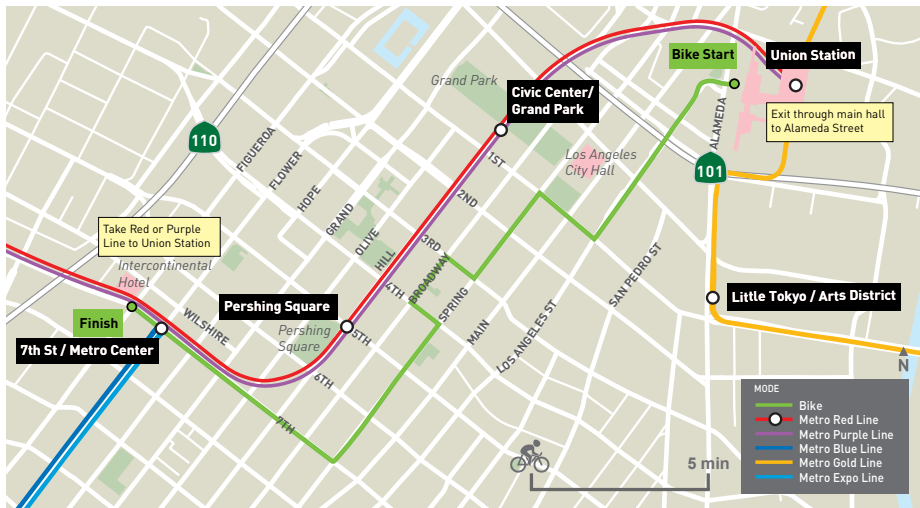 Bike Start
Union Station
Grand Park
Civic Center/
Grand Park
ALAMEDA
Exit through main hall
to Alameda Street
110
FIGUEROA
FLOWER
1ST
Los Angeles
City Hall
101
HOPE
2ND
GRAND
Take Red or Purple
Line to Union Station
OLIVE
3RD
HILL
Intercontinental
Hotel
BROADWAY
4TH
SAN PEDRO ST
SPRING
Little Tokyo / Arts District
Pershing Square
Finish
WILSHIRE
Pershing
Square
5TH
MAIN
LOS ANGELES ST
7th St / Metro Center
N
6TH
7TH
5 min
MODE
Bike
Metro Red Line
Metro Purple Line
Metro Blue Line
Metro Gold Line
Metro Expo Line